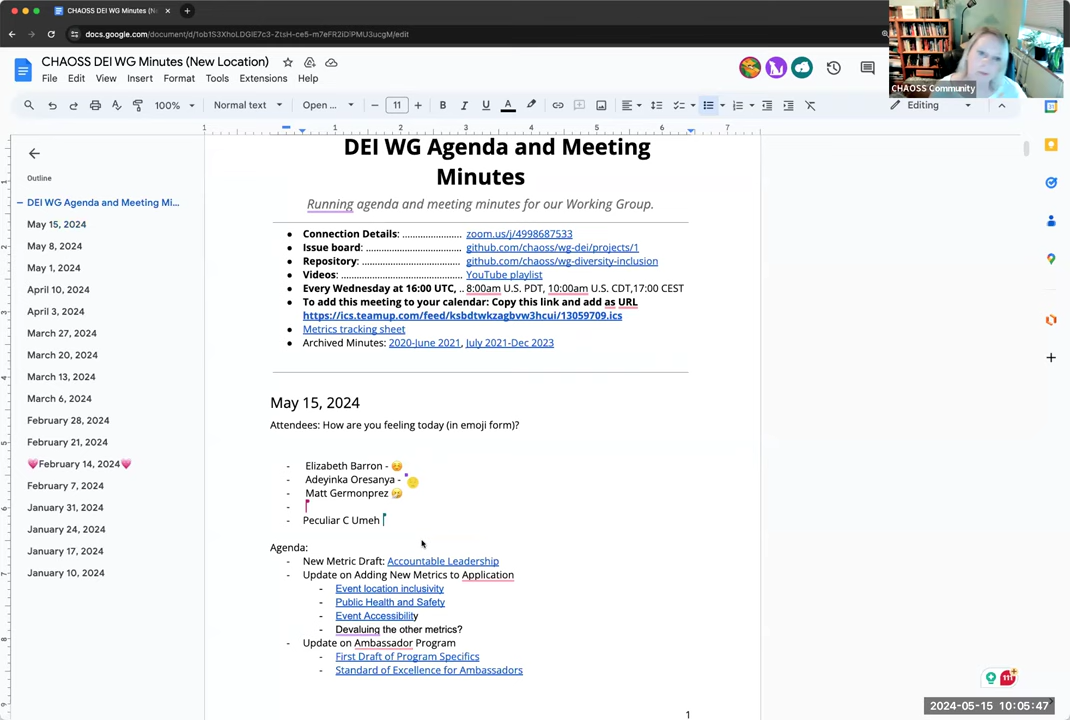 CHAOSS DEI WG Minutes (N
docs.google.com/document/d/
CHAOSS DEI WG Minutes (New Location)
File Edit View Insert Format Tools Extensions Help
CHAOSS Community
100% Normal text Open ... 11 B I U A Editing
1 1 2 3 4 5 6 7
Outline
DEI WG Agenda and Meeting Mi...
May 15, 2024
May 8, 2024
May 1, 2024
April 10, 2024
April 3, 2024
March 27, 2024
March 20, 2024
March 13, 2024
March 6, 2024
February 28, 2024
February 21, 2024
💗February 14, 2024💗
February 7, 2024
January 31, 2024
January 24, 2024
January 17, 2024
January 10, 2024
DEI WG Agenda and Meeting
Minutes
Running agenda and meeting minutes for our Working Group.
● Connection Details: ...................... zoom.us/j/4998687533
● Issue board: .................................. github.com/chaoss/wg-dei/projects/1
● Repository: ................................... github.com/chaoss/wg-diversity-inclusion
● Videos: .......................................... YouTube playlist
● Every Wednesday at 16:00 UTC, .. 8:00am U.S. PDT, 10:00am U.S. CDT,17:00 CEST
● To add this meeting to your calendar: Copy this link and add as URL
https://ics.teamup.com/feed/ksbdtwkzagbvw3hcui/13059709.ics
● Metrics tracking sheet
● Archived Minutes: 2020-June 2021, July 2021-Dec 2023
May 15, 2024
Attendees: How are you feeling today (in emoji form)?
- Elizabeth Barron - 😊
- Adeyinka Oresanya -
- Matt Germonprez
-
- Peculiar C Umeh
Agenda:
- New Metric Draft: Accountable Leadership
- Update on Adding New Metrics to Application
- Event location inclusivity
- Public Health and Safety
- Event Accessibility
- Devaluing the other metrics?
- Update on Ambassador Program
- First Draft of Program Specifics
- Standard of Excellence for Ambassadors
1
2024-05-15 10:05:47